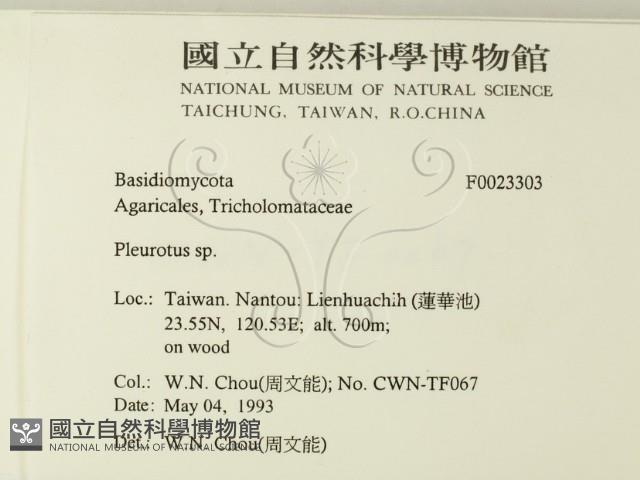 國立自然科學博物館
NATIONAL MUSEUM OF NATURAL SCIENCE
TAICHUNG, TAIWAN, R.O.CHINA
Basidiomycota F0023303
Agaricales, Tricholomataceae
Pleurotus sp.
Loc.: Taiwan. Nantou: Lienhuachih (蓮華池)
23.55N, 120.53E; alt. 700m;
on wood
Col.: W.N. Chou(周文能); No. CWN-TF067
Date: May 04, 1993
Det.: W.N. Chou(周文能)
國立自然科學博物館
NATIONAL MUSEUM OF NATURAL SCIENCE